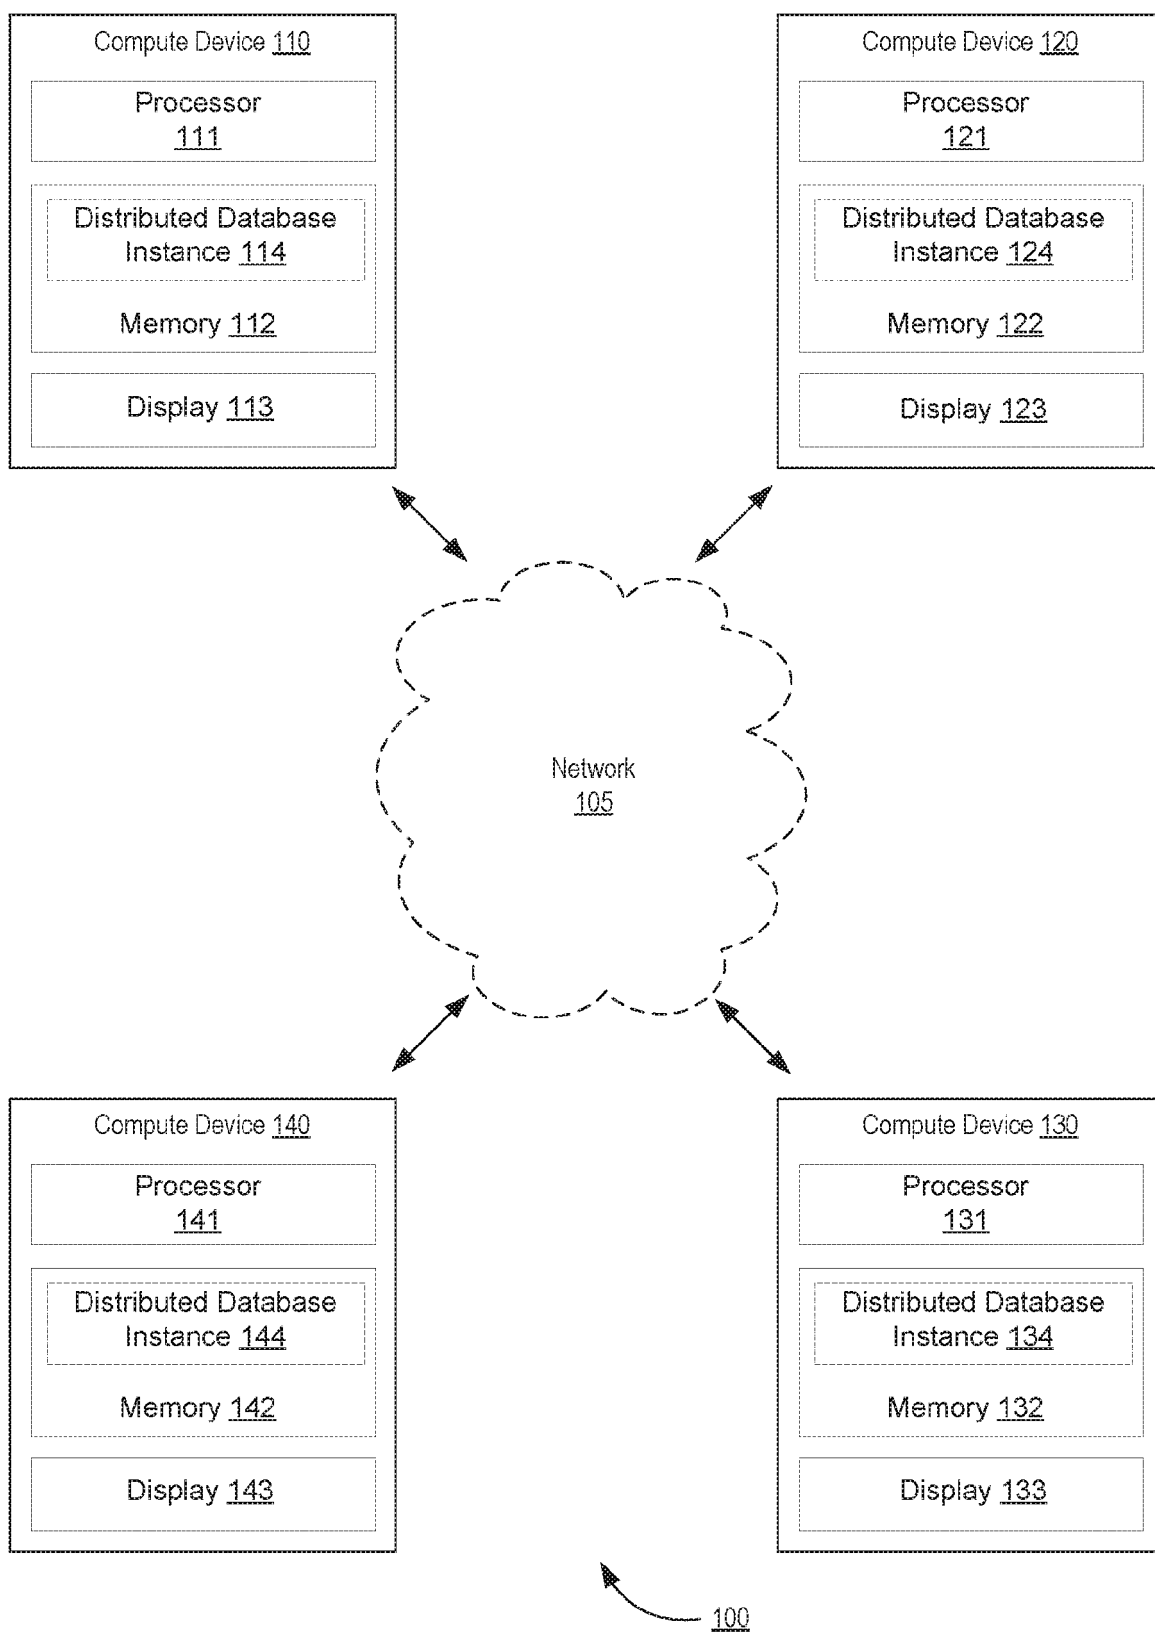 Compute Device 110
Processor
111
Distributed Database
Instance 114
Memory 112
Display 113
Compute Device 120
Processor
121
Distributed Database
Instance 124
Memory 122
Display 123
Network
105
Compute Device 140
Processor
141
Distributed Database
Instance 144
Memory 142
Display 143
Compute Device 130
Processor
131
Distributed Database
Instance 134
Memory 132
Display 133
100